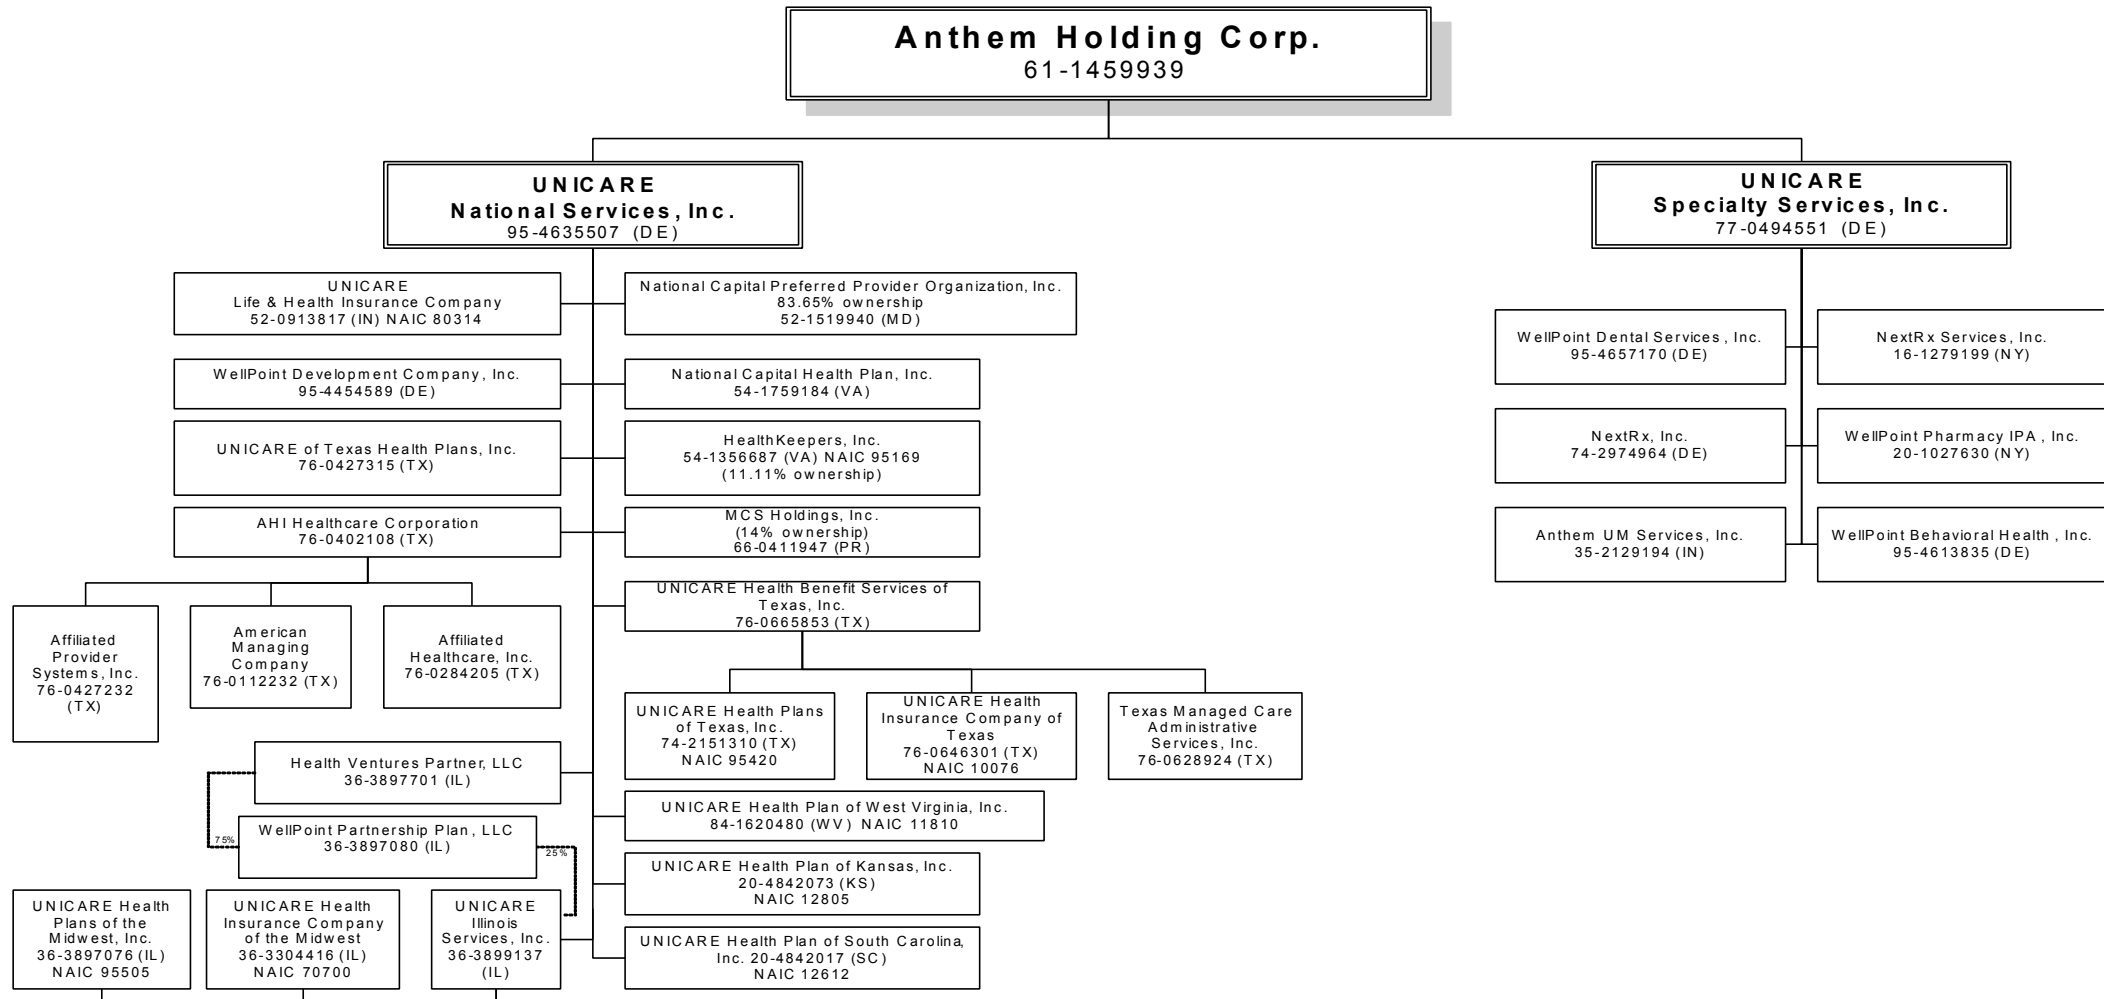 Anthem Holding Corp.
61-1459939
UNICARE
National Services, Inc.
95-4635507 (DE)
UNICARE
Specialty Services, Inc.
77-0494551 (DE)
UNICARE
Life & Health Insurance Company
52-0913817 (IN) NAIC 80314
National Capital Preferred Provider Organization, Inc.
83.65% ownership
52-1519940 (MD)
WellPoint Development Company, Inc.
95-4454589 (DE)
National Capital Health Plan, Inc.
54-1759184 (VA)
UNICARE of Texas Health Plans, Inc.
76-0427315 (TX)
HealthKeepers, Inc.
54-1356687 (VA) NAIC 95169
(11.11% ownership)
AHI Healthcare Corporation
76-0402108 (TX)
MCS Holdings, Inc.
(14% ownership)
66-0411947 (PR)
WellPoint Dental Services, Inc.
95-4657170 (DE)
NextRx Services, Inc.
16-1279199 (NY)
NextRx, Inc.
74-2974964 (DE)
WellPoint Pharmacy IPA, Inc.
20-1027630 (NY)
Anthem UM Services, Inc.
35-2129194 (IN)
WellPoint Behavioral Health, Inc.
95-4613835 (DE)
UNICARE Health Benefit Services of
Texas, Inc.
76-0665853 (TX)
Affiliated
Provider
Systems, Inc.
76-0427232
(TX)
American
Managing
Company
76-0112232 (TX)
Affiliated
Healthcare, Inc.
76-0284205 (TX)
UNICARE Health Plans
of Texas, Inc.
74-2151310 (TX)
NAIC 95420
UNICARE Health
Insurance Company of
Texas
76-0646301 (TX)
NAIC 10076
Texas Managed Care
Administrative
Services, Inc.
76-0628924 (TX)
Health Ventures Partner, LLC
36-3897701 (IL)
UNICARE Health Plan of West Virginia, Inc.
84-1620480 (WV) NAIC 11810
75%
WellPoint Partnership Plan, LLC
36-3897080 (IL)
25%
UNICARE Health Plan of Kansas, Inc.
20-4842073 (KS)
NAIC 12805
UNICARE Health
Plans of the
Midwest, Inc.
36-3897076 (IL)
NAIC 95505
UNICARE Health
Insurance Company
of the Midwest
36-3304416 (IL)
NAIC 70700
UNICARE
Illinois
Services, Inc.
36-3899137
(IL)
UNICARE Health Plan of South Carolina,
Inc. 20-4842017 (SC)
NAIC 12612